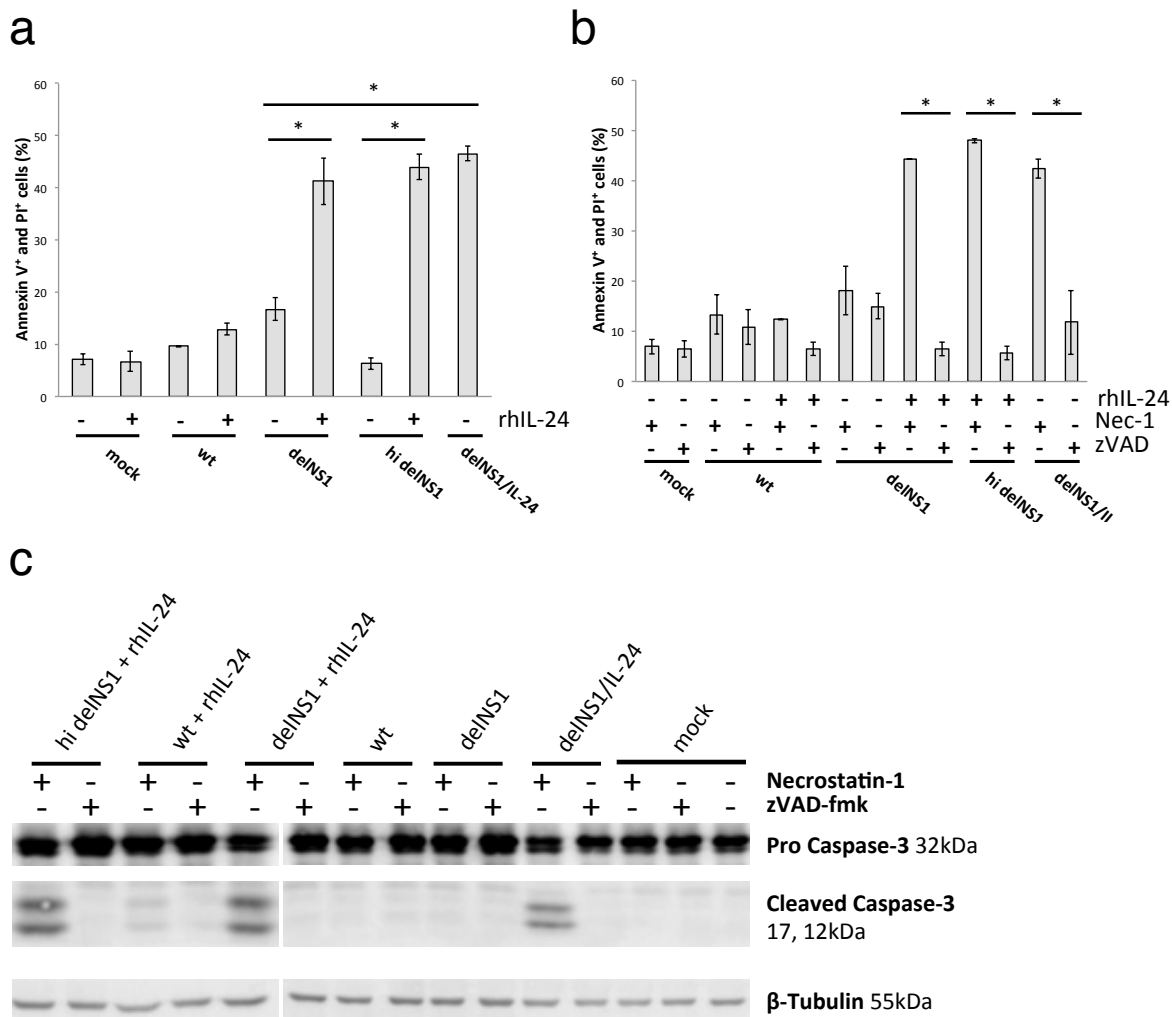 a
Annexin V⁺ and PI⁺ cells (%)
60
50
40
30
20
10
0
* * *
- + - + - + - + - rhIL-24
mock wt delNS1 hi delNS1 delNS1/IL-24
b
Annexin V⁺ and PI⁺ cells (%)
60
50
40
30
20
10
0
* * *
- - - - + + - - + + + + - - rhIL-24
+ - + - + - + - + - + - + - Nec-1
- + - + - + - + - + - + - + zVAD
mock wt delNS1 hi delNS1 delNS1/II
c
hi delNS1 + rhIL-24 wt + rhIL-24 delNS1 + rhIL-24 wt delNS1 delNS1/IL-24 mock
+ - + - + - + - + - + - + - - Necrostatin-1
- + - + - + - + - + - + - + - zVAD-fmk
Pro Caspase-3 32kDa
Cleaved Caspase-3
17, 12kDa
β-Tubulin 55kDa